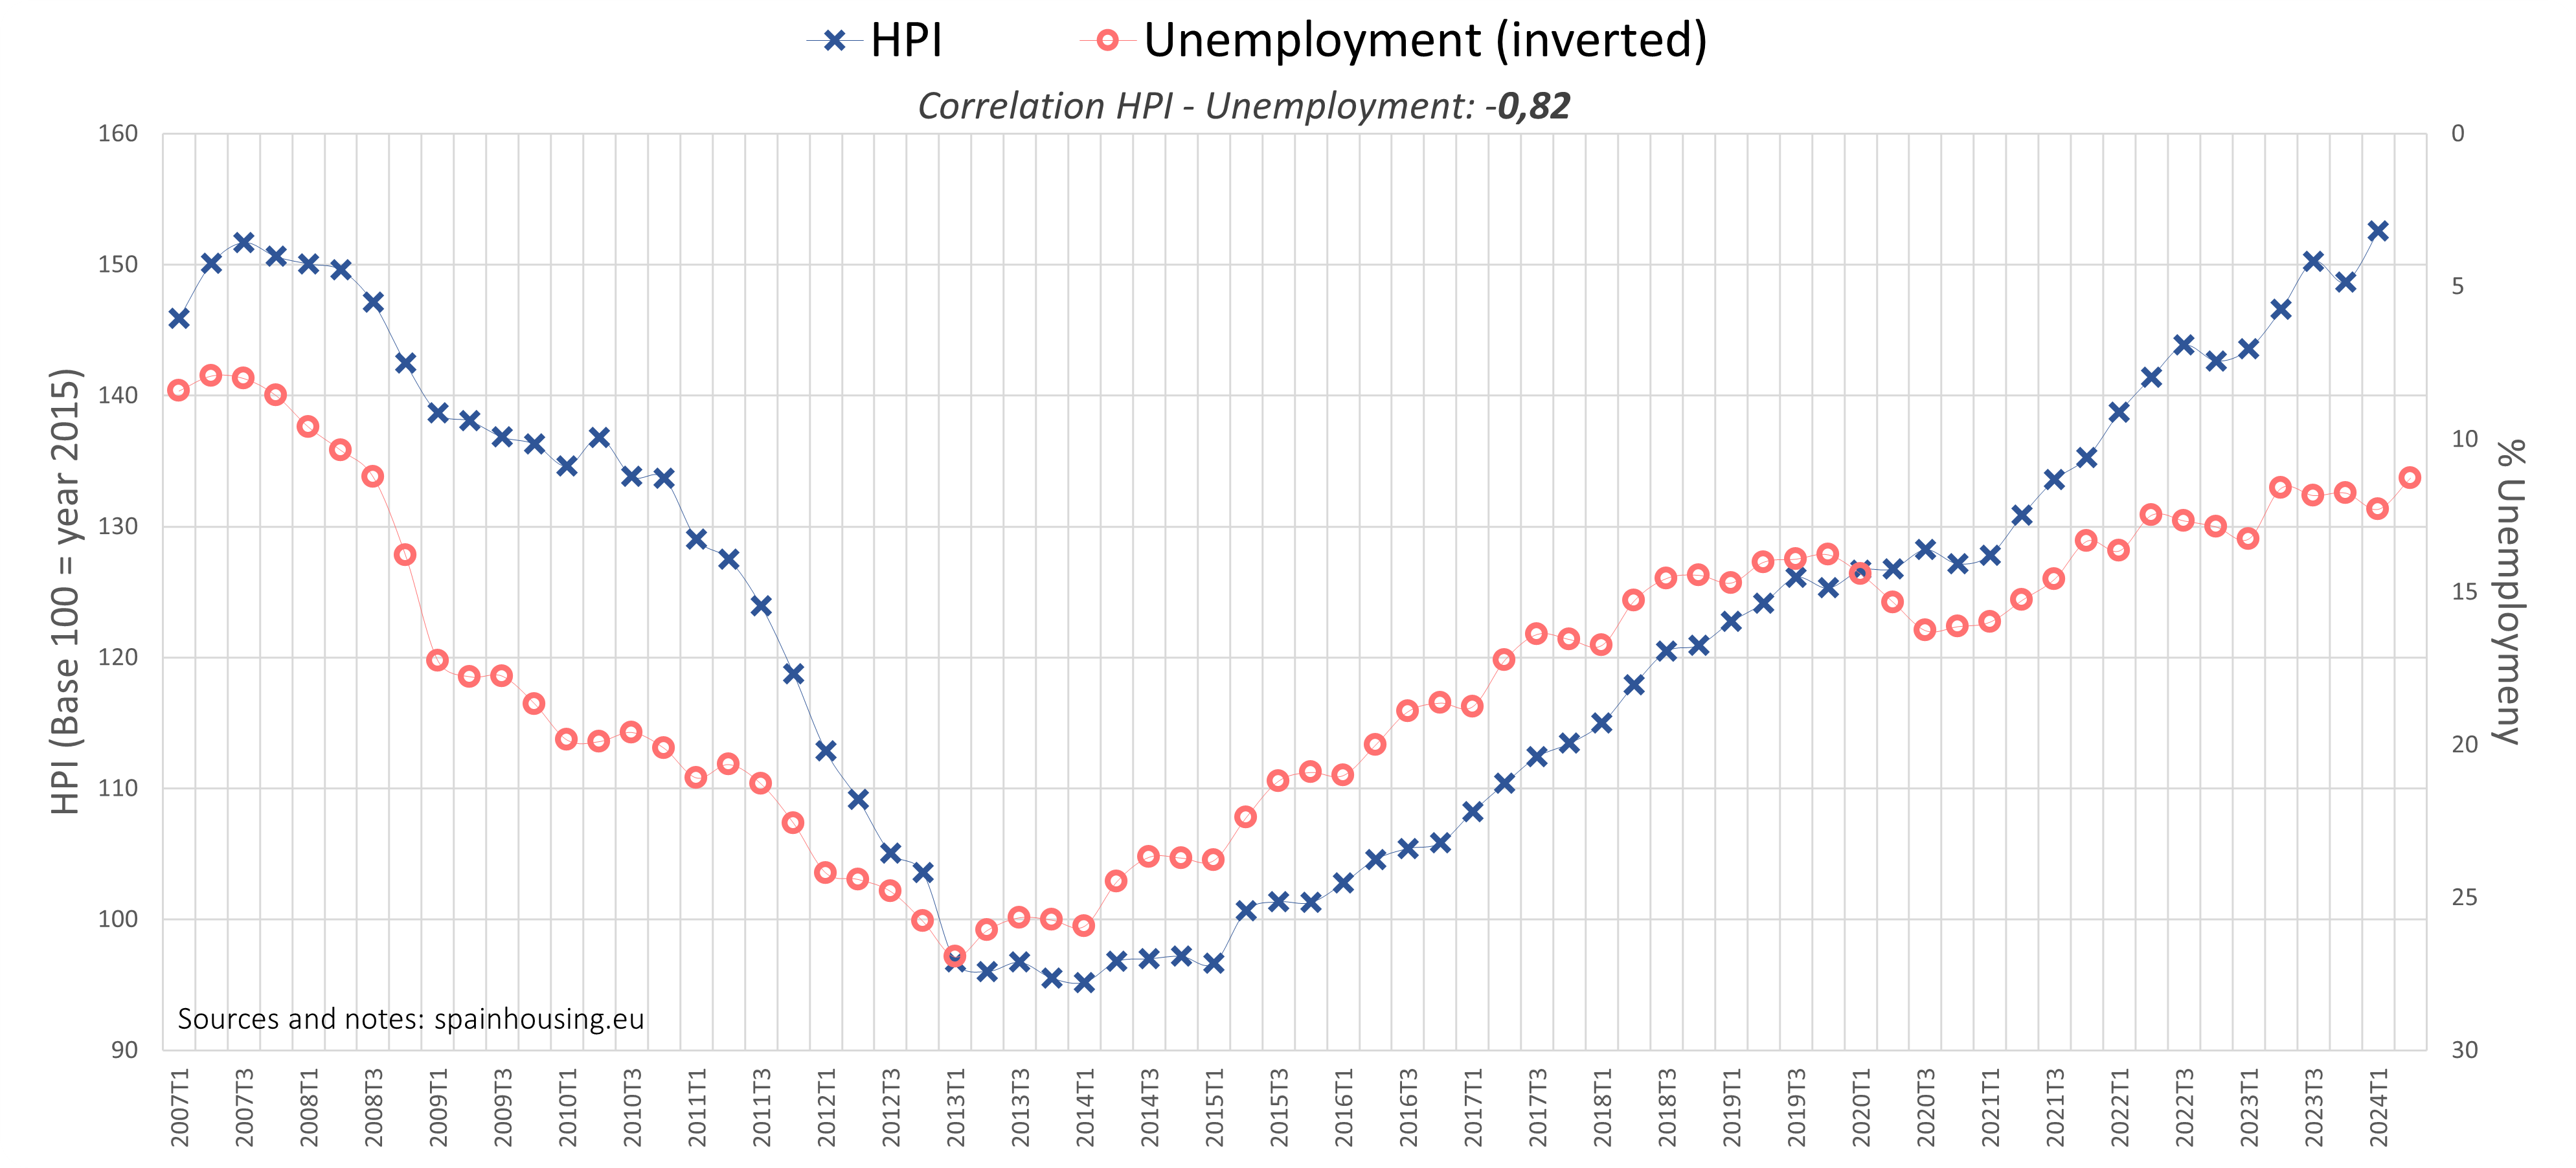 HPI
Unemployment (inverted)
Correlation HPI - Unemployment: -0,82
160
150
140
130
120
110
100
90
HPI (Base 100 = year 2015)
0
5
10
15
20
25
30
% Unemploymeny
Sources and notes: spainhousing.eu
2007T1
2007T3
2008T1
2008T3
2009T1
2009T3
2010T1
2010T3
2011T1
2011T3
2012T1
2012T3
2013T1
2013T3
2014T1
2014T3
2015T1
2015T3
2016T1
2016T3
2017T1
2017T3
2018T1
2018T3
2019T1
2019T3
2020T1
2020T3
2021T1
2021T3
2022T1
2022T3
2023T1
2023T3
2024T1